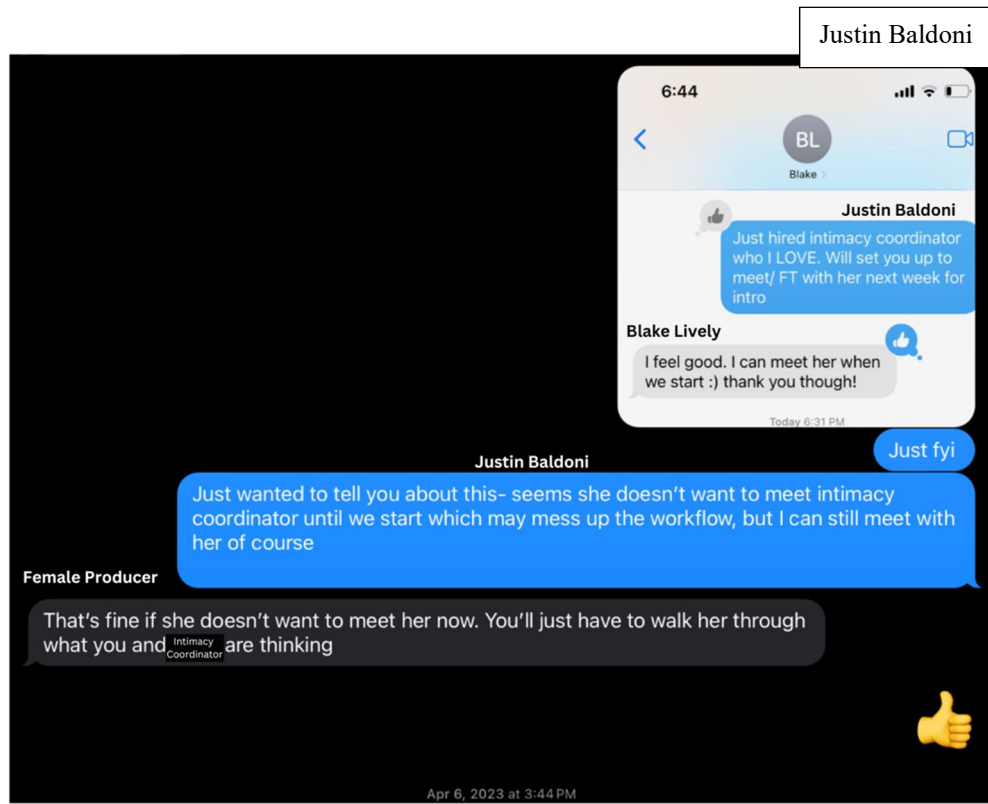 Justin Baldoni
6:44
BL
Blake >
Justin Baldoni
Just hired intimacy coordinator
who I LOVE. Will set you up to
meet/ FT with her next week for
intro
Blake Lively
I feel good. I can meet her when
we start :) thank you though!
Today 6:31 PM
Just fyi
Justin Baldoni
Just wanted to tell you about this- seems she doesn’t want to meet intimacy
coordinator until we start which may mess up the workflow, but I can still meet with
her of course
Female Producer
That’s fine if she doesn’t want to meet her now. You’ll just have to walk her through
what you and Intimacy Coordinator are thinking
Apr 6, 2023 at 3:44 PM